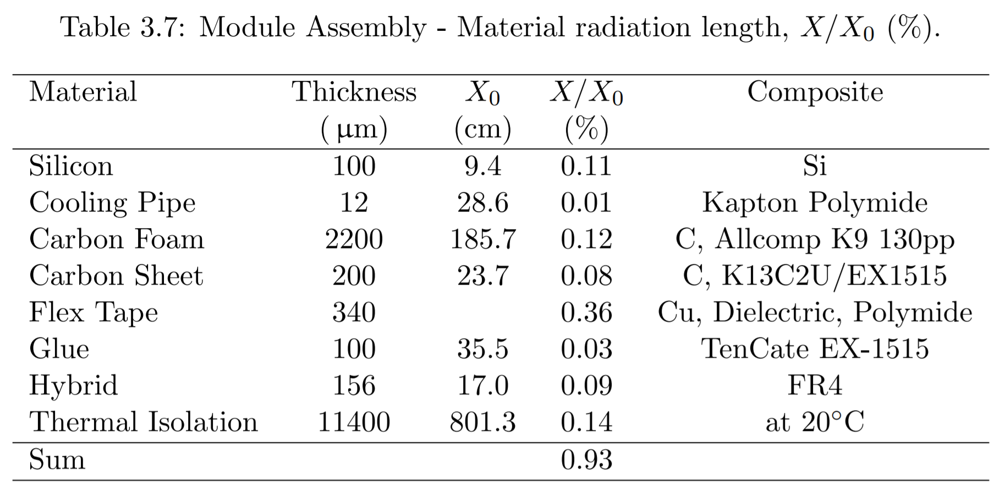 Table 3.7: Module Assembly - Material radiation length, X/X₀ (%).
Material Thickness X₀ X/X₀ Composite
( µm) (cm) (%)
Silicon 100 9.4 0.11 Si
Cooling Pipe 12 28.6 0.01 Kapton Polymide
Carbon Foam 2200 185.7 0.12 C, Allcomp K9 130pp
Carbon Sheet 200 23.7 0.08 C, K13C2U/EX1515
Flex Tape 340 0.36 Cu, Dielectric, Polymide
Glue 100 35.5 0.03 TenCate EX-1515
Hybrid 156 17.0 0.09 FR4
Thermal Isolation 11400 801.3 0.14 at 20°C
Sum 0.93